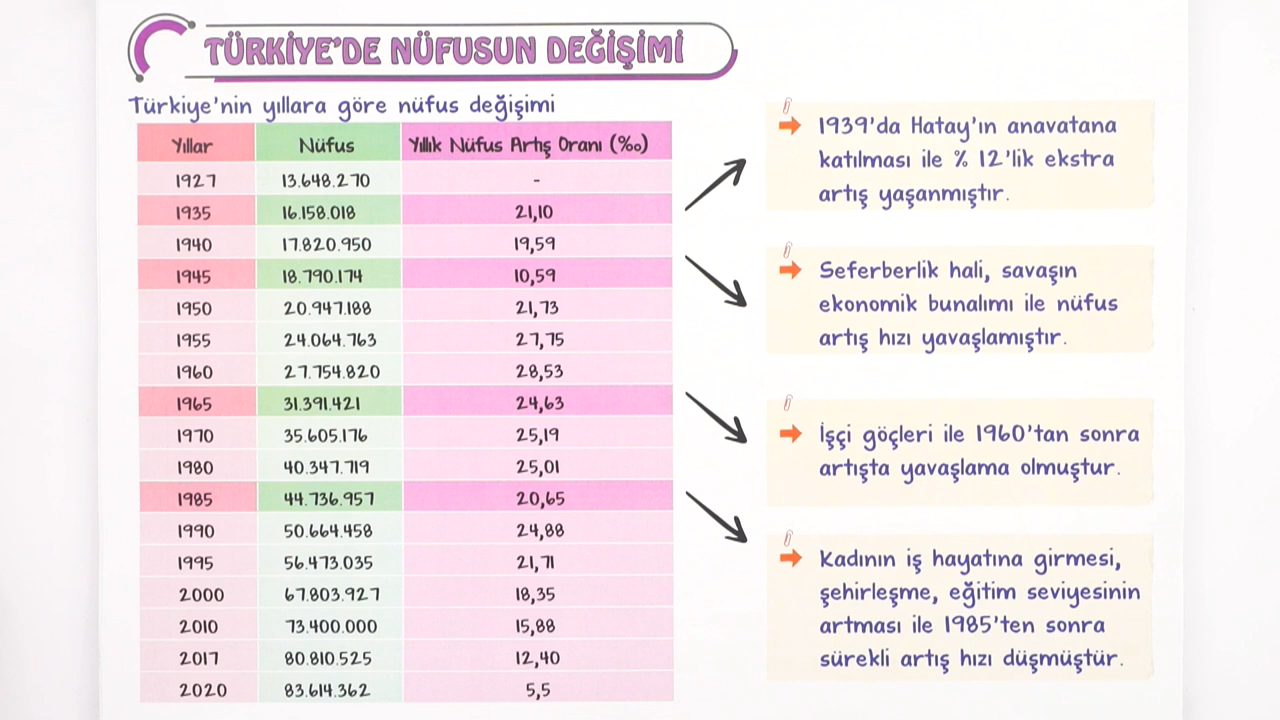 TÜRKİYE'DE NÜFUSUN DEĞİŞİMİ
Türkiye'nin yıllara göre nüfus değişimi
Yıllar Nüfus Yıllık Nüfus Artış Oranı (‰)
1927 13.648.270 -
1935 16.158.018 21,10
1940 17.820.950 19,59
1945 18.790.174 10,59
1950 20.947.188 21,73
1955 24.064.763 27,75
1960 27.754.820 28,53
1965 31.391.421 24,63
1970 35.605.176 25,19
1980 40.347.719 25,01
1985 44.736.957 20,65
1990 50.664.458 24,88
1995 56.473.035 21,71
2000 67.803.927 18,35
2010 73.400.000 15,88
2017 80.810.525 12,40
2020 83.614.362 5,5
1939'da Hatay'ın anavatana
katılması ile % 12'lik ekstra
artış yaşanmıştır.
Seferberlik hali, savaşın
ekonomik bunalımı ile nüfus
artış hızı yavaşlamıştır.
İşçi göçleri ile 1960'tan sonra
artışta yavaşlama olmuştur.
Kadının iş hayatına girmesi,
şehirleşme, eğitim seviyesinin
artması ile 1985'ten sonra
sürekli artış hızı düşmüştür.